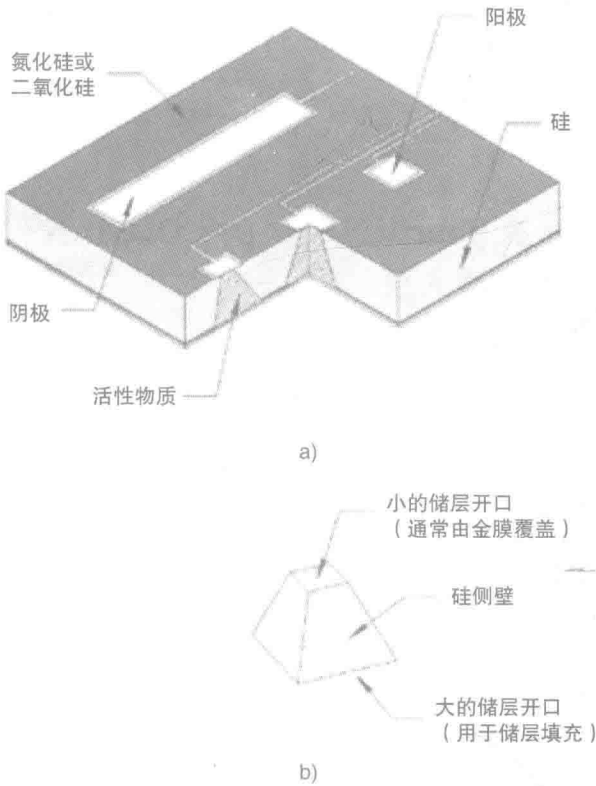 阳极
氮化硅或
二氧化硅
硅
阴极
活性物质
a)
小的储层开口
(通常由金膜覆盖)
硅侧壁
大的储层开口
(用于储层填充)
b)